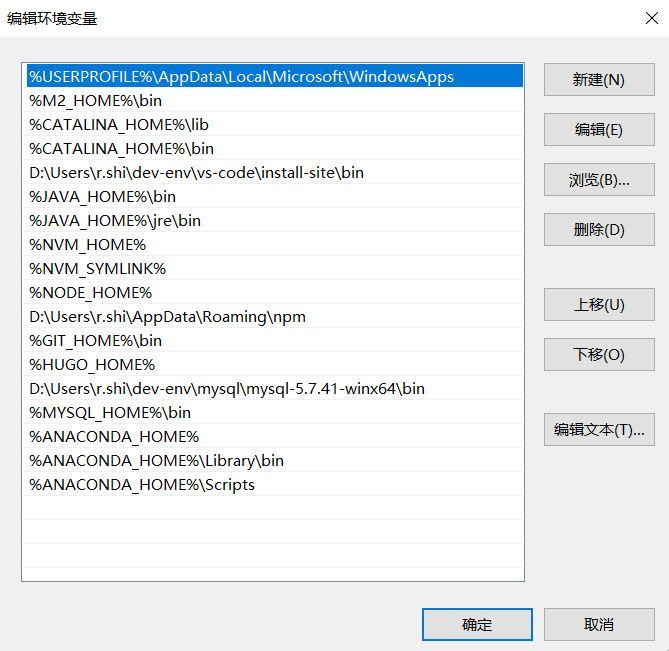 编辑环境变量
%USERPROFILE%\AppData\Local\Microsoft\WindowsApps
%M2_HOME%\bin
%CATALINA_HOME%\lib
%CATALINA_HOME%\bin
D:\Users\r.shi\dev-env\vs-code\install-site\bin
%JAVA_HOME%\bin
%JAVA_HOME%\jre\bin
%NVM_HOME%
%NVM_SYMLINK%
%NODE_HOME%
D:\Users\r.shi\AppData\Roaming\npm
%GIT_HOME%\bin
%HUGO_HOME%
D:\Users\r.shi\dev-env\mysql\mysql-5.7.41-winx64\bin
%MYSQL_HOME%\bin
%ANACONDA_HOME%
%ANACONDA_HOME%\Library\bin
%ANACONDA_HOME%\Scripts
新建(N)
编辑(E)
浏览(B)...
删除(D)
上移(U)
下移(O)
编辑文本(T)...
确定
取消